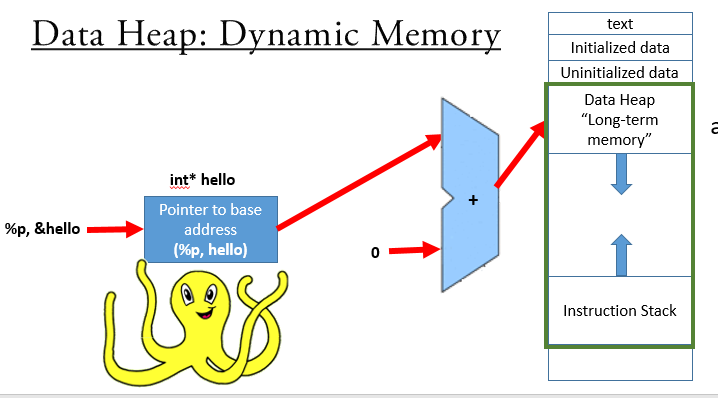 Data Heap: Dynamic Memory
text
Initialized data
Uninitialized data
Data Heap
“Long-term
memory”
int* hello
Pointer to base
address
(%p, hello)
%p, &hello
+
0
Instruction Stack
a